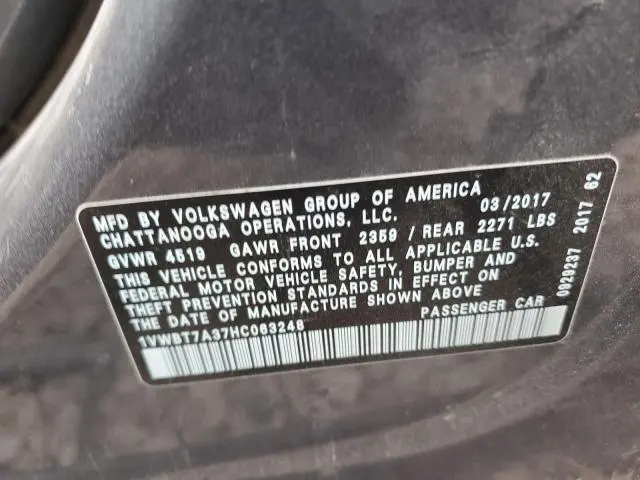 MFD BY VOLKSWAGEN GROUP OF AMERICA
CHATTANOOGA OPERATIONS, LLC. 03/2017
GVWR 4519 GAWR FRONT 2359 / REAR 2271 LBS
THIS VEHICLE CONFORMS TO ALL APPLICABLE U.S.
FEDERAL MOTOR VEHICLE SAFETY, BUMPER AND
THEFT PREVENTION STANDARDS IN EFFECT ON
THE DATE OF MANUFACTURE SHOWN ABOVE
1VWBT7A37HC063248 PASSENGER CAR
0929237 2017 62